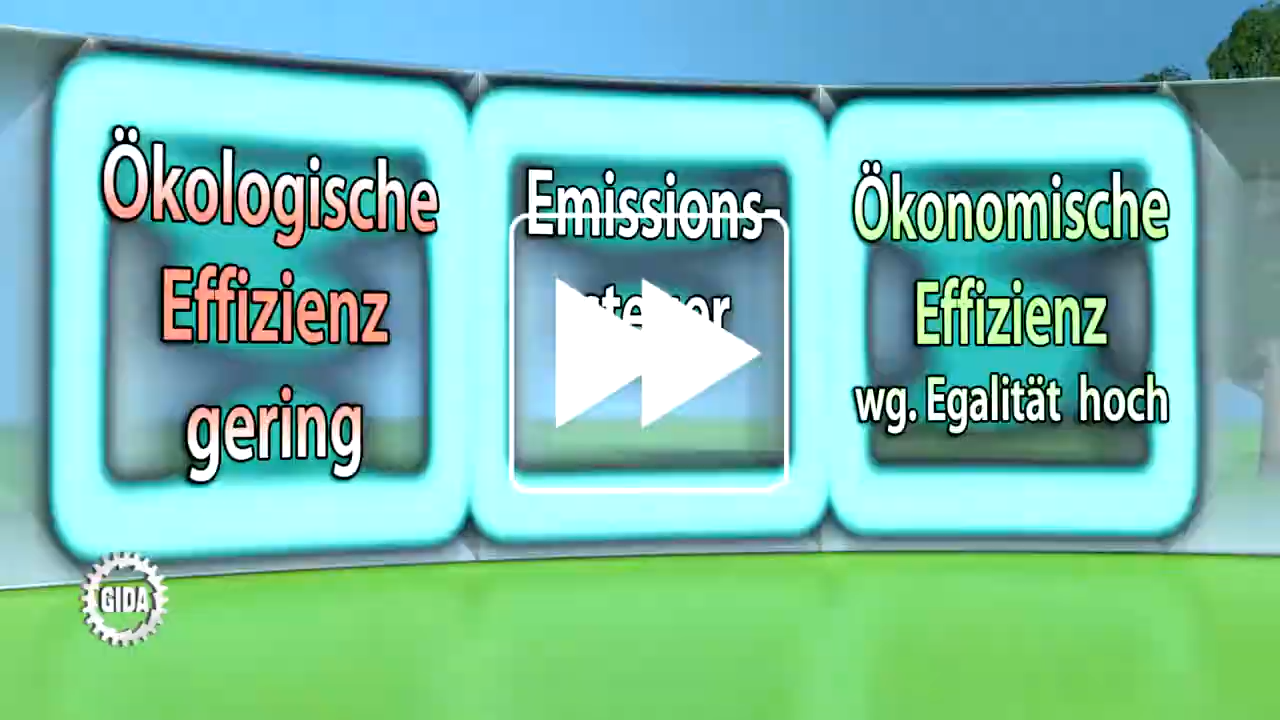 Ökologische
Effizienz
gering
Emissions-
Ökonomische
Effizienz
wg. Egalität hoch
GIDA